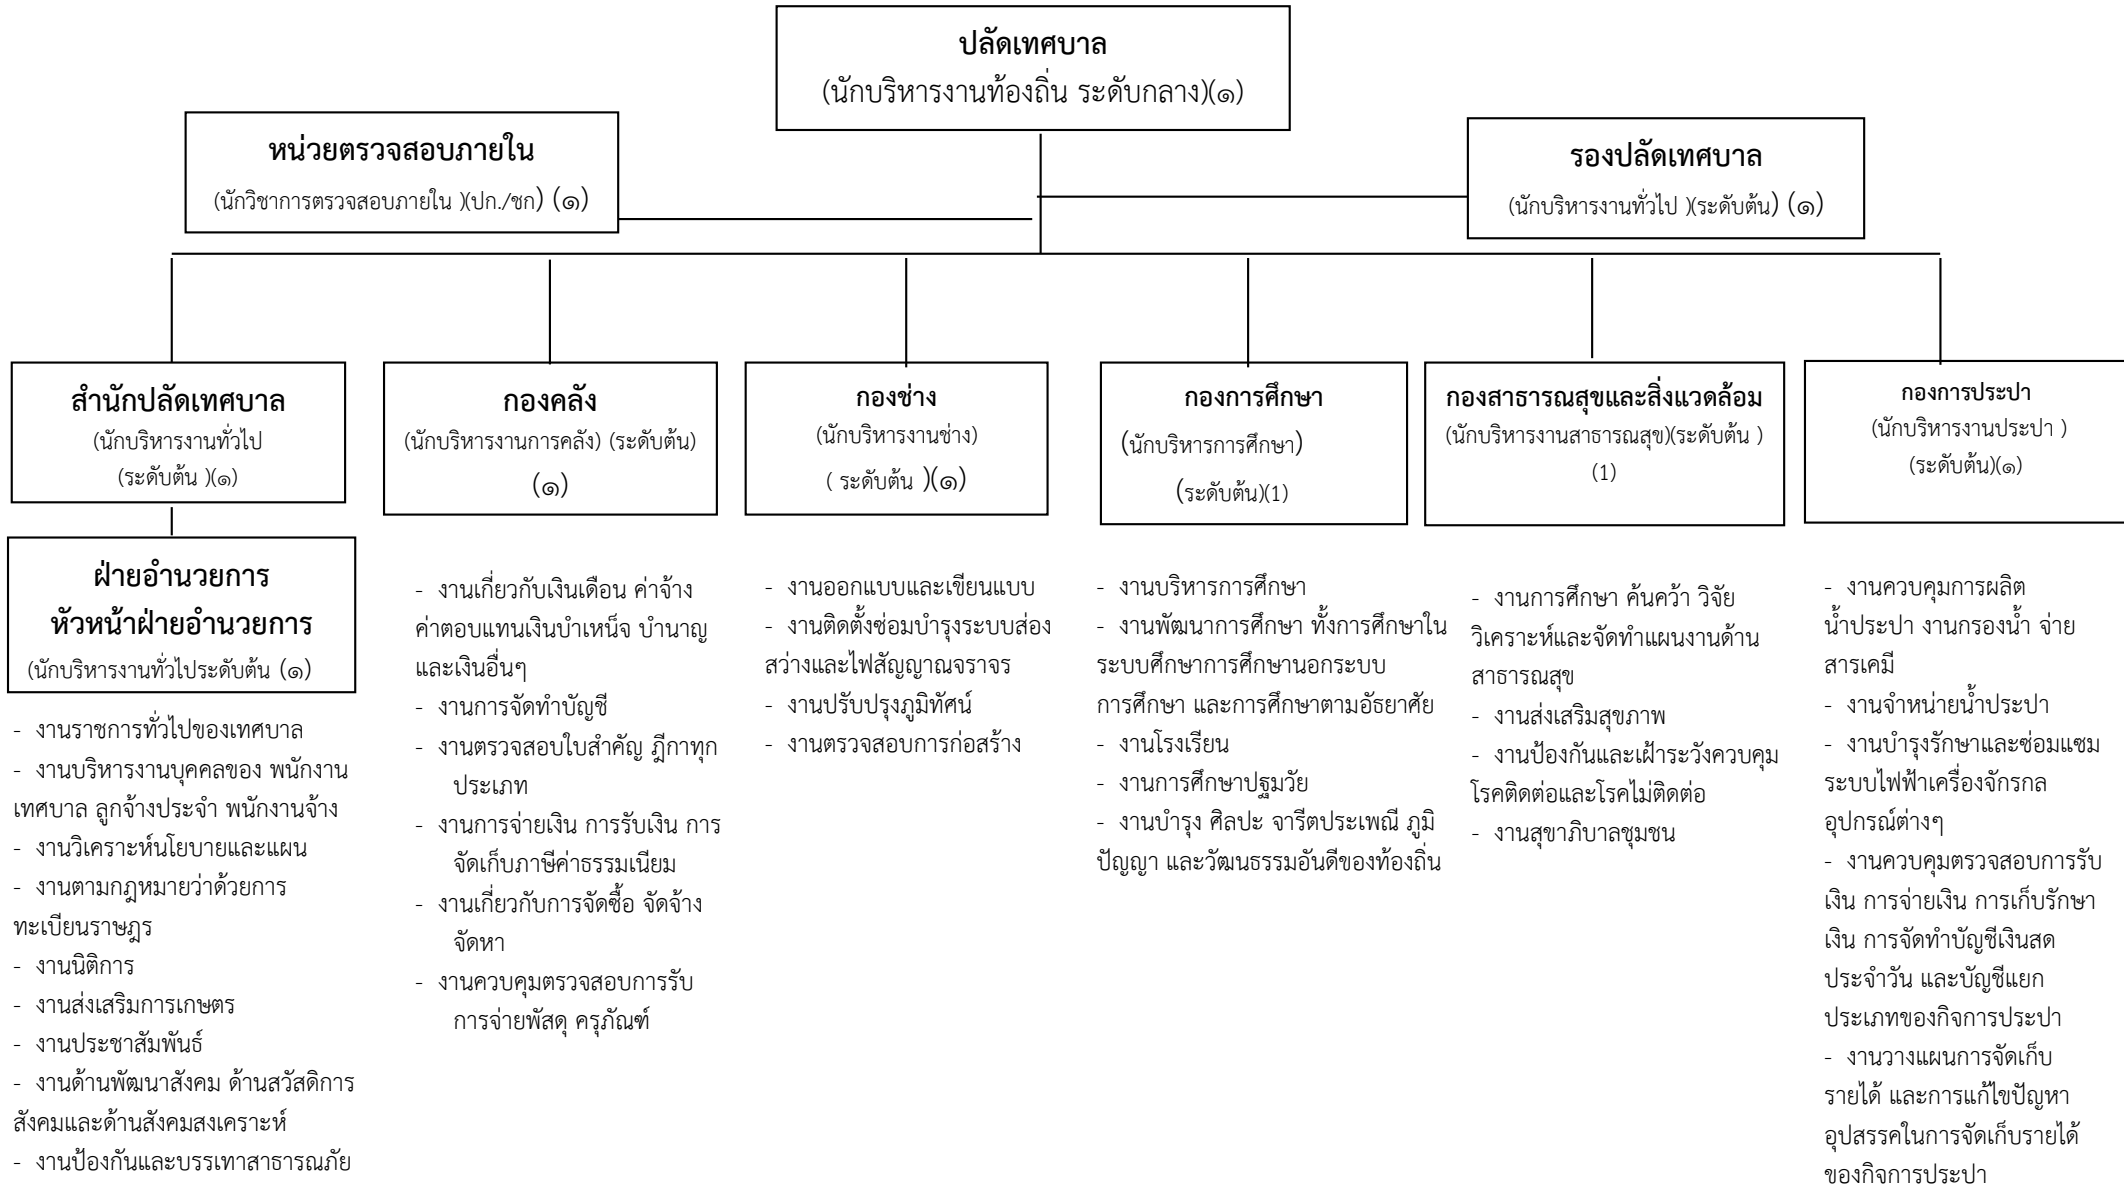 ปลัดเทศบาล
(นักบริหารงานท้องถิ่น ระดับกลาง)(๑)
หน่วยตรวจสอบภายใน
(นักวิชาการตรวจสอบภายใน )(ปก./ชก) (๑)
รองปลัดเทศบาล
(นักบริหารงานทั่วไป )(ระดับต้น) (๑)
สำนักปลัดเทศบาล
(นักบริหารงานทั่วไป
(ระดับต้น )(๑)
ฝ่ายอำนวยการ
หัวหน้าฝ่ายอำนวยการ
(นักบริหารงานทั่วไประดับต้น (๑)
- งานราชการทั่วไปของเทศบาล
- งานบริหารงานบุคคลของ พนักงาน
เทศบาล ลูกจ้างประจำ พนักงานจ้าง
- งานวิเคราะห์นโยบายและแผน
- งานตามกฎหมายว่าด้วยการ
ทะเบียนราษฎร
- งานนิติการ
- งานส่งเสริมการเกษตร
- งานประชาสัมพันธ์
- งานด้านพัฒนาสังคม ด้านสวัสดิการ
สังคมและด้านสังคมสงเคราะห์
- งานป้องกันและบรรเทาสาธารณภัย
กองคลัง
(นักบริหารงานการคลัง) (ระดับต้น)
(๑)
- งานเกี่ยวกับเงินเดือน ค่าจ้าง
ค่าตอบแทนเงินบำเหน็จ บำนาญ
และเงินอื่นๆ
- งานการจัดทำบัญชี
- งานตรวจสอบใบสำคัญ ฎีกาทุก
ประเภท
- งานการจ่ายเงิน การรับเงิน การ
จัดเก็บภาษีค่าธรรมเนียม
- งานเกี่ยวกับการจัดซื้อ จัดจ้าง
จัดหา
- งานควบคุมตรวจสอบการรับ
การจ่ายพัสดุ ครุภัณฑ์
กองช่าง
(นักบริหารงานช่าง)
( ระดับต้น )(๑)
- งานออกแบบและเขียนแบบ
- งานติดตั้งซ่อมบำรุงระบบส่อง
สว่างและไฟสัญญาณจราจร
- งานปรับปรุงภูมิทัศน์
- งานตรวจสอบการก่อสร้าง
กองการศึกษา
(นักบริหารการศึกษา)
(ระดับต้น)(1)
- งานบริหารการศึกษา
- งานพัฒนาการศึกษา ทั้งการศึกษาใน
ระบบศึกษาการศึกษานอกระบบ
การศึกษา และการศึกษาตามอัธยาศัย
- งานโรงเรียน
- งานการศึกษาปฐมวัย
- งานบำรุง ศิลปะ จารีตประเพณี ภูมิ
ปัญญา และวัฒนธรรมอันดีของท้องถิ่น
กองสาธารณสุขและสิ่งแวดล้อม
(นักบริหารงานสาธารณสุข)(ระดับต้น )
(1)
- งานการศึกษา ค้นคว้า วิจัย
วิเคราะห์และจัดทำแผนงานด้าน
สาธารณสุข
- งานส่งเสริมสุขภาพ
- งานป้องกันและเฝ้าระวังควบคุม
โรคติดต่อและโรคไม่ติดต่อ
- งานสุขาภิบาลชุมชน
กองการประปา
(นักบริหารงานประปา )
(ระดับต้น)(๑)
- งานควบคุมการผลิต
น้ำประปา งานกรองน้ำ จ่าย
สารเคมี
- งานจำหน่ายน้ำประปา
- งานบำรุงรักษาและซ่อมแซม
ระบบไฟฟ้าเครื่องจักรกล
อุปกรณ์ต่างๆ
- งานควบคุมตรวจสอบการรับ
เงิน การจ่ายเงิน การเก็บรักษา
เงิน การจัดทำบัญชีเงินสด
ประจำวัน และบัญชีแยก
ประเภทของกิจการประปา
- งานวางแผนการจัดเก็บ
รายได้ และการแก้ไขปัญหา
อุปสรรคในการจัดเก็บรายได้
ของกิจการประปา